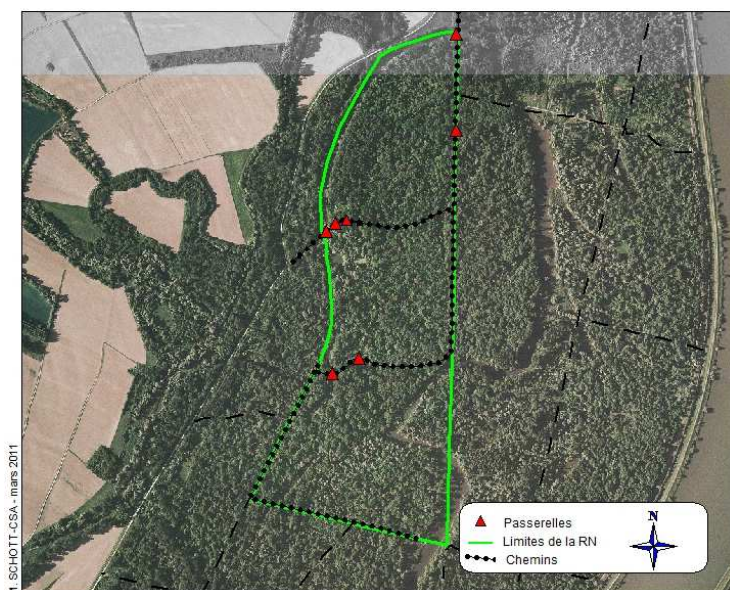 1. SCHOTT-CSA - mars 2011
Passerelles
Limites de la RN
Chemins
N